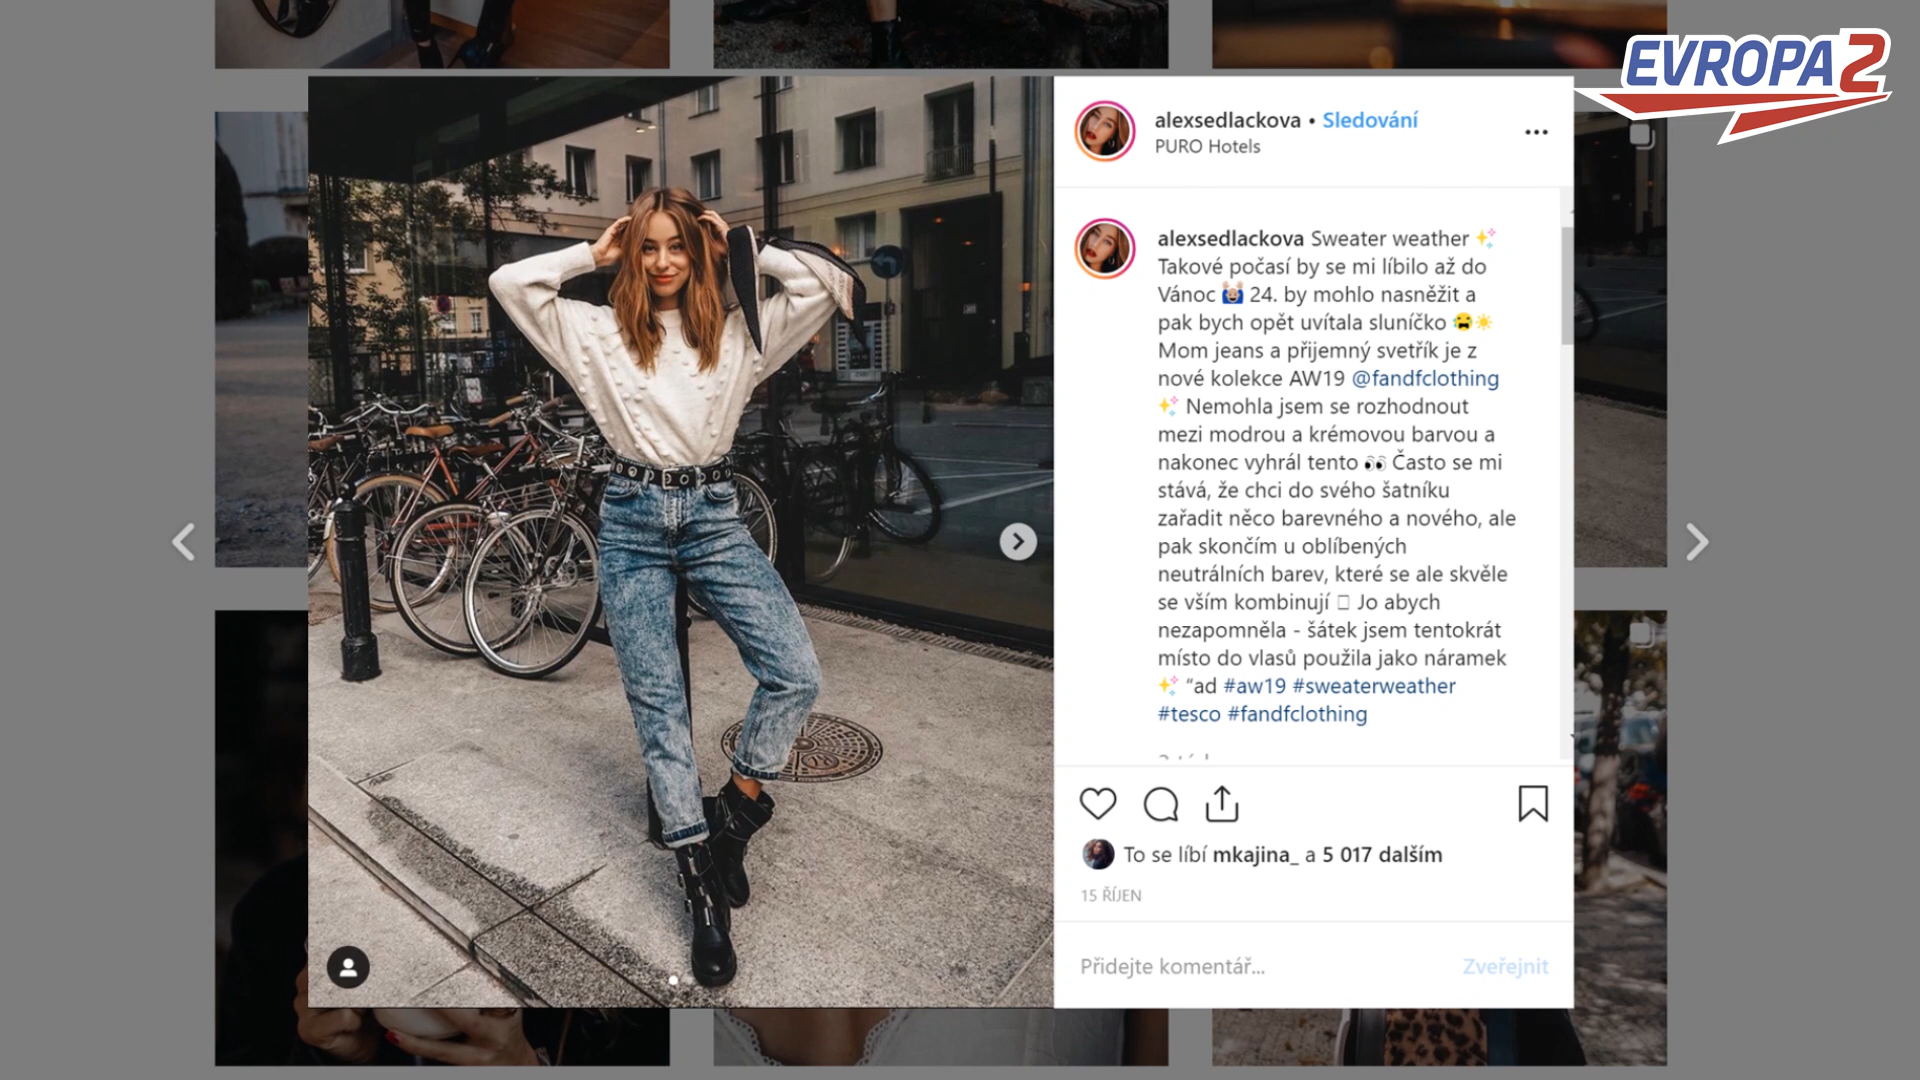 EVROPA 2
alexsedlackova • Sledování
PURO Hotels
alexsedlackova Sweater weather ✨
Takové počasí by se mi líbilo až do
Vánoc 🙌 24. by mohlo nasněžit a
pak bych opět uvítala sluníčko 😭☀️
Mom jeans a přijemný svetřík je z
nové kolekce AW19 @fandfclothing
✨ Nemohla jsem se rozhodnout
mezi modrou a krémovou barvou a
nakonec vyhrál tento 👀 Často se mi
stává, že chci do svého šatníku
zařadit něco barevného a nového, ale
pak skončím u oblíbených
neutrálních barev, které se ale skvěle
se vším kombinují ▯ Jo abych
nezapomněla - šátek jsem tentokrát
místo do vlasů použila jako náramek
✨ “ad #aw19 #sweaterweather
#tesco #fandfclothing
To se líbí mkajina_ a 5 017 dalším
15 ŘÍJEN
Přidejte komentář...
Zveřejnit